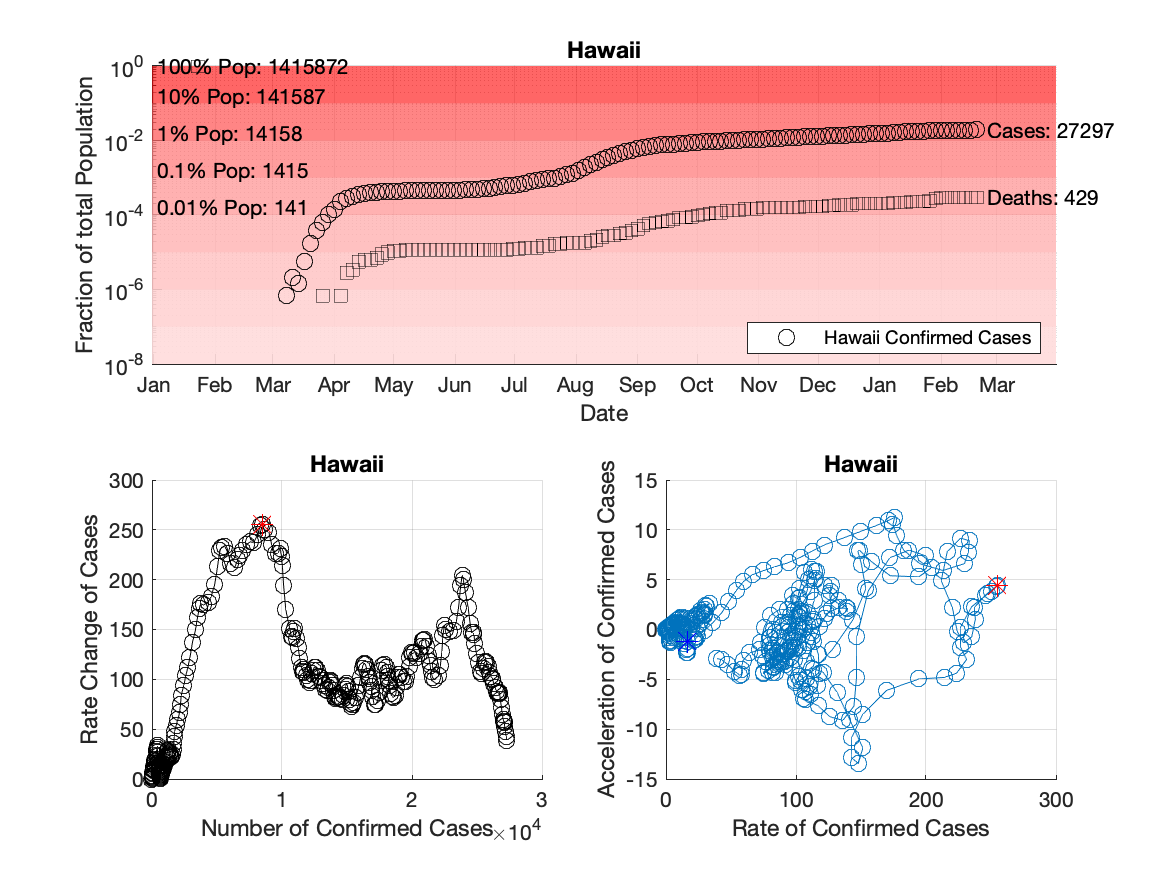 Hawaii
10^0
10^-2
10^-4
10^-6
10^-8
Fraction of total Population
100% Pop: 1415872
10% Pop: 141587
1% Pop: 14158
0.1% Pop: 1415
0.01% Pop: 141
Cases: 27297
Deaths: 429
Hawaii Confirmed Cases
Jan Feb Mar Apr May Jun Jul Aug Sep Oct Nov Dec Jan Feb Mar
Date
Hawaii
300
250
200
150
100
50
0
Rate Change of Cases
0 1 2 3
Number of Confirmed Cases ×10^4
Hawaii
15
10
5
0
-5
-10
-15
Acceleration of Confirmed Cases
0 100 200 300
Rate of Confirmed Cases